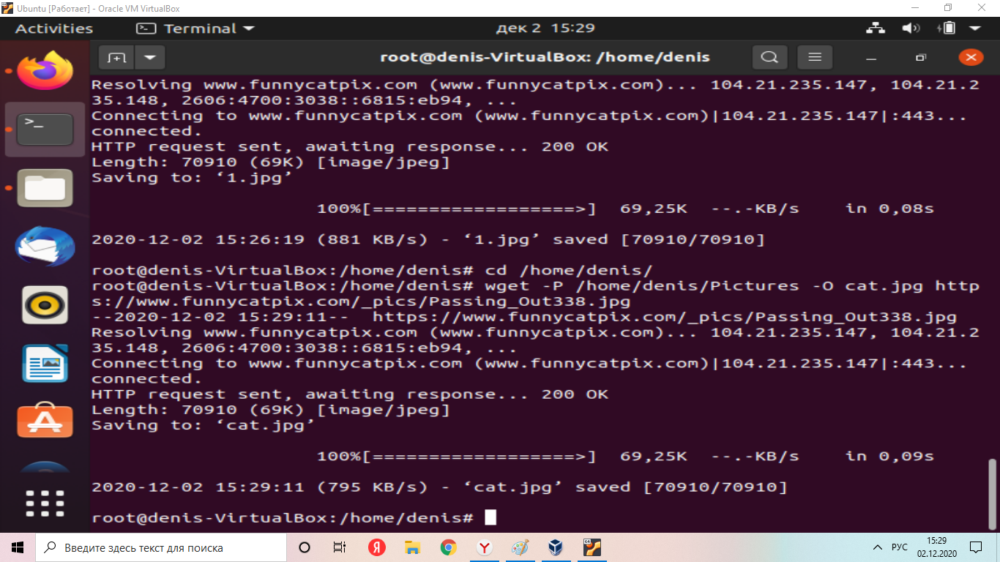 Ubuntu [Работает] - Oracle VM VirtualBox
Activities
Terminal
дек 2 15:29
root@denis-VirtualBox: /home/denis
Resolving www.funnycatpix.com (www.funnycatpix.com)... 104.21.235.147, 104.21.2
35.148, 2606:4700:3038::6815:eb94, ...
Connecting to www.funnycatpix.com (www.funnycatpix.com)|104.21.235.147|:443...
connected.
HTTP request sent, awaiting response... 200 OK
Length: 70910 (69K) [image/jpeg]
Saving to: ‘1.jpg’
100%[==================>] 69,25K --.-KB/s in 0,08s
2020-12-02 15:26:19 (881 KB/s) - ‘1.jpg’ saved [70910/70910]
root@denis-VirtualBox:/home/denis# cd /home/denis/
root@denis-VirtualBox:/home/denis# wget -P /home/denis/Pictures -O cat.jpg http
s://www.funnycatpix.com/_pics/Passing_Out338.jpg
--2020-12-02 15:29:11-- https://www.funnycatpix.com/_pics/Passing_Out338.jpg
Resolving www.funnycatpix.com (www.funnycatpix.com)... 104.21.235.147, 104.21.2
35.148, 2606:4700:3038::6815:eb94, ...
Connecting to www.funnycatpix.com (www.funnycatpix.com)|104.21.235.147|:443...
connected.
HTTP request sent, awaiting response... 200 OK
Length: 70910 (69K) [image/jpeg]
Saving to: ‘cat.jpg’
100%[==================>] 69,25K --.-KB/s in 0,09s
2020-12-02 15:29:11 (795 KB/s) - ‘cat.jpg’ saved [70910/70910]
root@denis-VirtualBox:/home/denis#
Введите здесь текст для поиска
РУС
15:29
02.12.2020